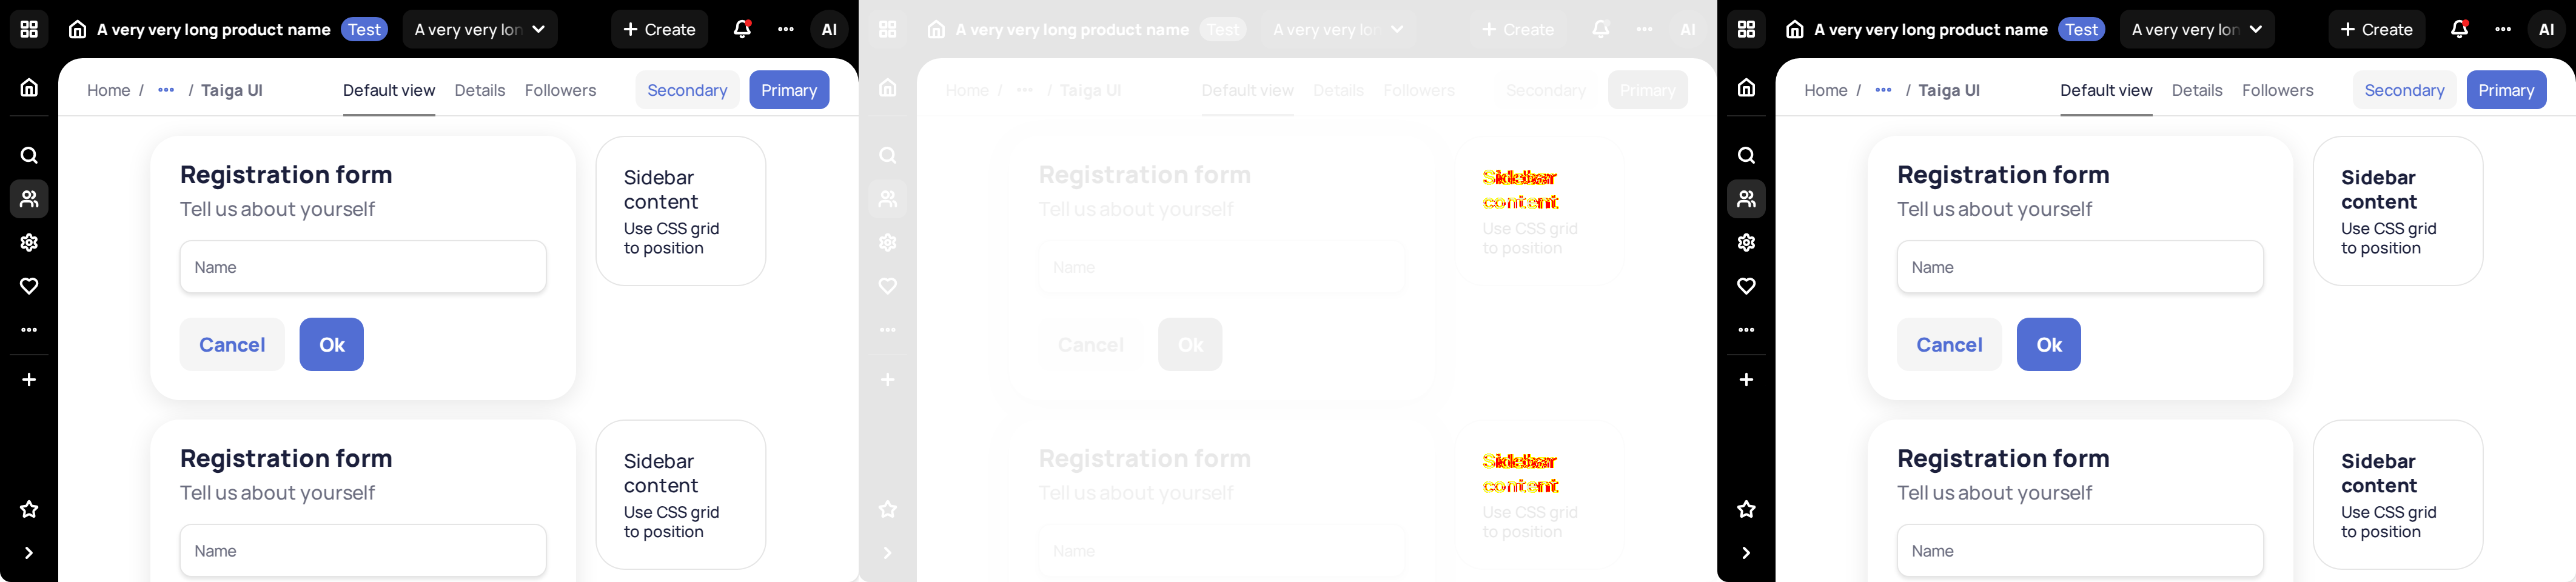 A very very long product name Test A very very lon Create AI
Home / ··· / Taiga UI Default view Details Followers Secondary Primary
Registration form
Tell us about yourself
Name
Cancel Ok
Sidebar
content
Use CSS grid
to position
Registration form
Tell us about yourself
Name
Sidebar
content
Use CSS grid
to position
A very very long product name Test A very very lon Create AI
Home / ··· / Taiga UI Default view Details Followers Secondary Primary
Registration form
Tell us about yourself
Name
Cancel Ok
Sidebar
content
Use CSS grid
to position
Registration form
Tell us about yourself
Name
Sidebar
content
Use CSS grid
to position
A very very long product name Test A very very lon Create AI
Home / ··· / Taiga UI Default view Details Followers Secondary Primary
Registration form
Tell us about yourself
Name
Cancel Ok
Sidebar
content
Use CSS grid
to position
Registration form
Tell us about yourself
Name
Sidebar
content
Use CSS grid
to position